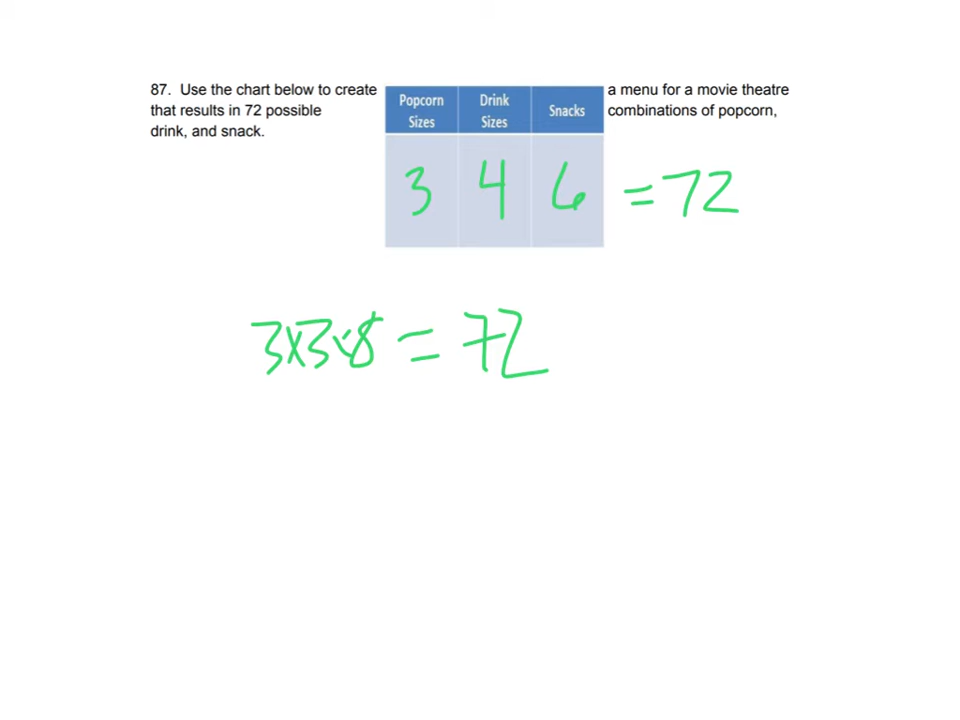 87. Use the chart below to create a menu for a movie theatre
that results in 72 possible combinations of popcorn,
drink, and snack.
Popcorn Sizes Drink Sizes Snacks
3 4 6 = 72
3x3x8 = 72